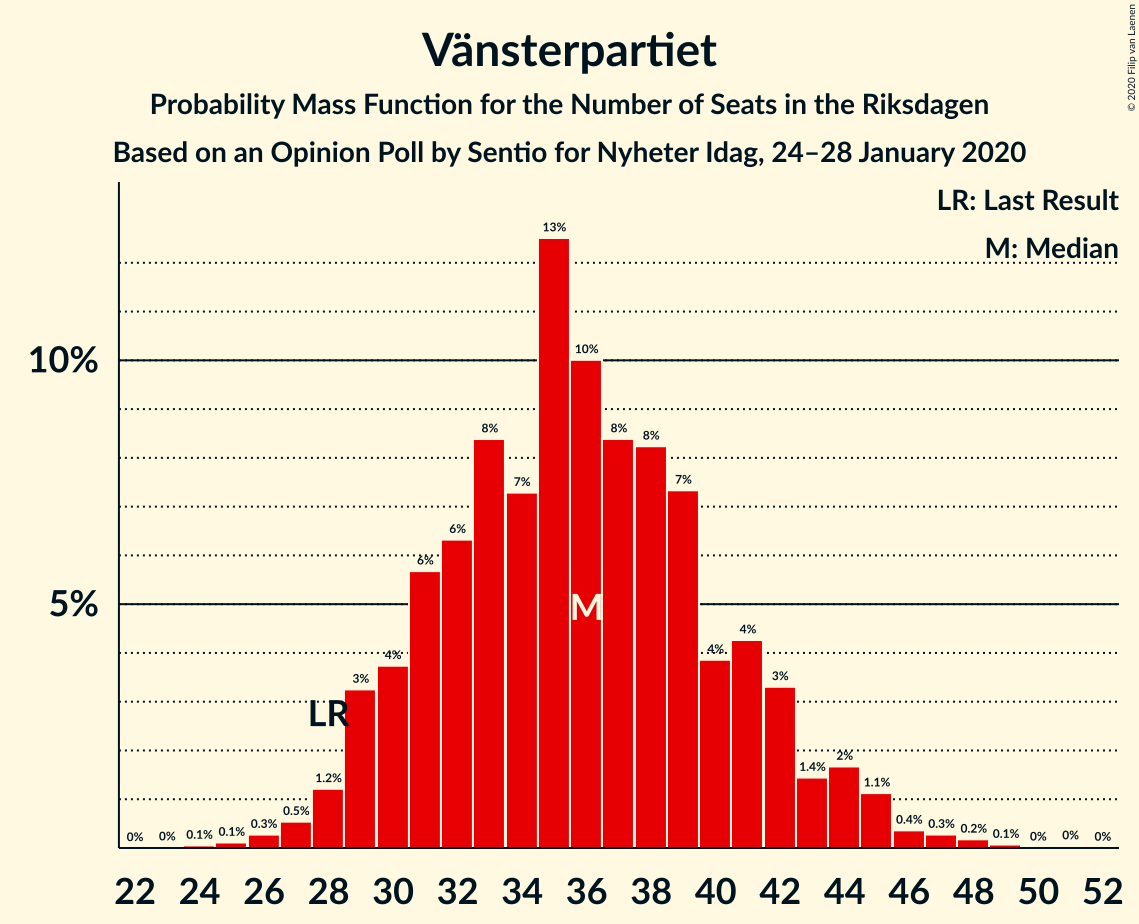 Vänsterpartiet
Probability Mass Function for the Number of Seats in the Riksdagen
Based on an Opinion Poll by Sentio for Nyheter Idag, 24–28 January 2020
© 2020 Filip van Laenen
LR: Last Result
M: Median
10%
5%
0% 0% 0.1% 0.1% 0.3% 0.5% 1.2% 3% 4% 6% 6% 8% 7% 13% 10% 8% 8% 7% 4% 4% 3% 1.4% 2% 1.1% 0.4% 0.3% 0.2% 0.1% 0% 0% 0%
LR
M
22 24 26 28 30 32 34 36 38 40 42 44 46 48 50 52